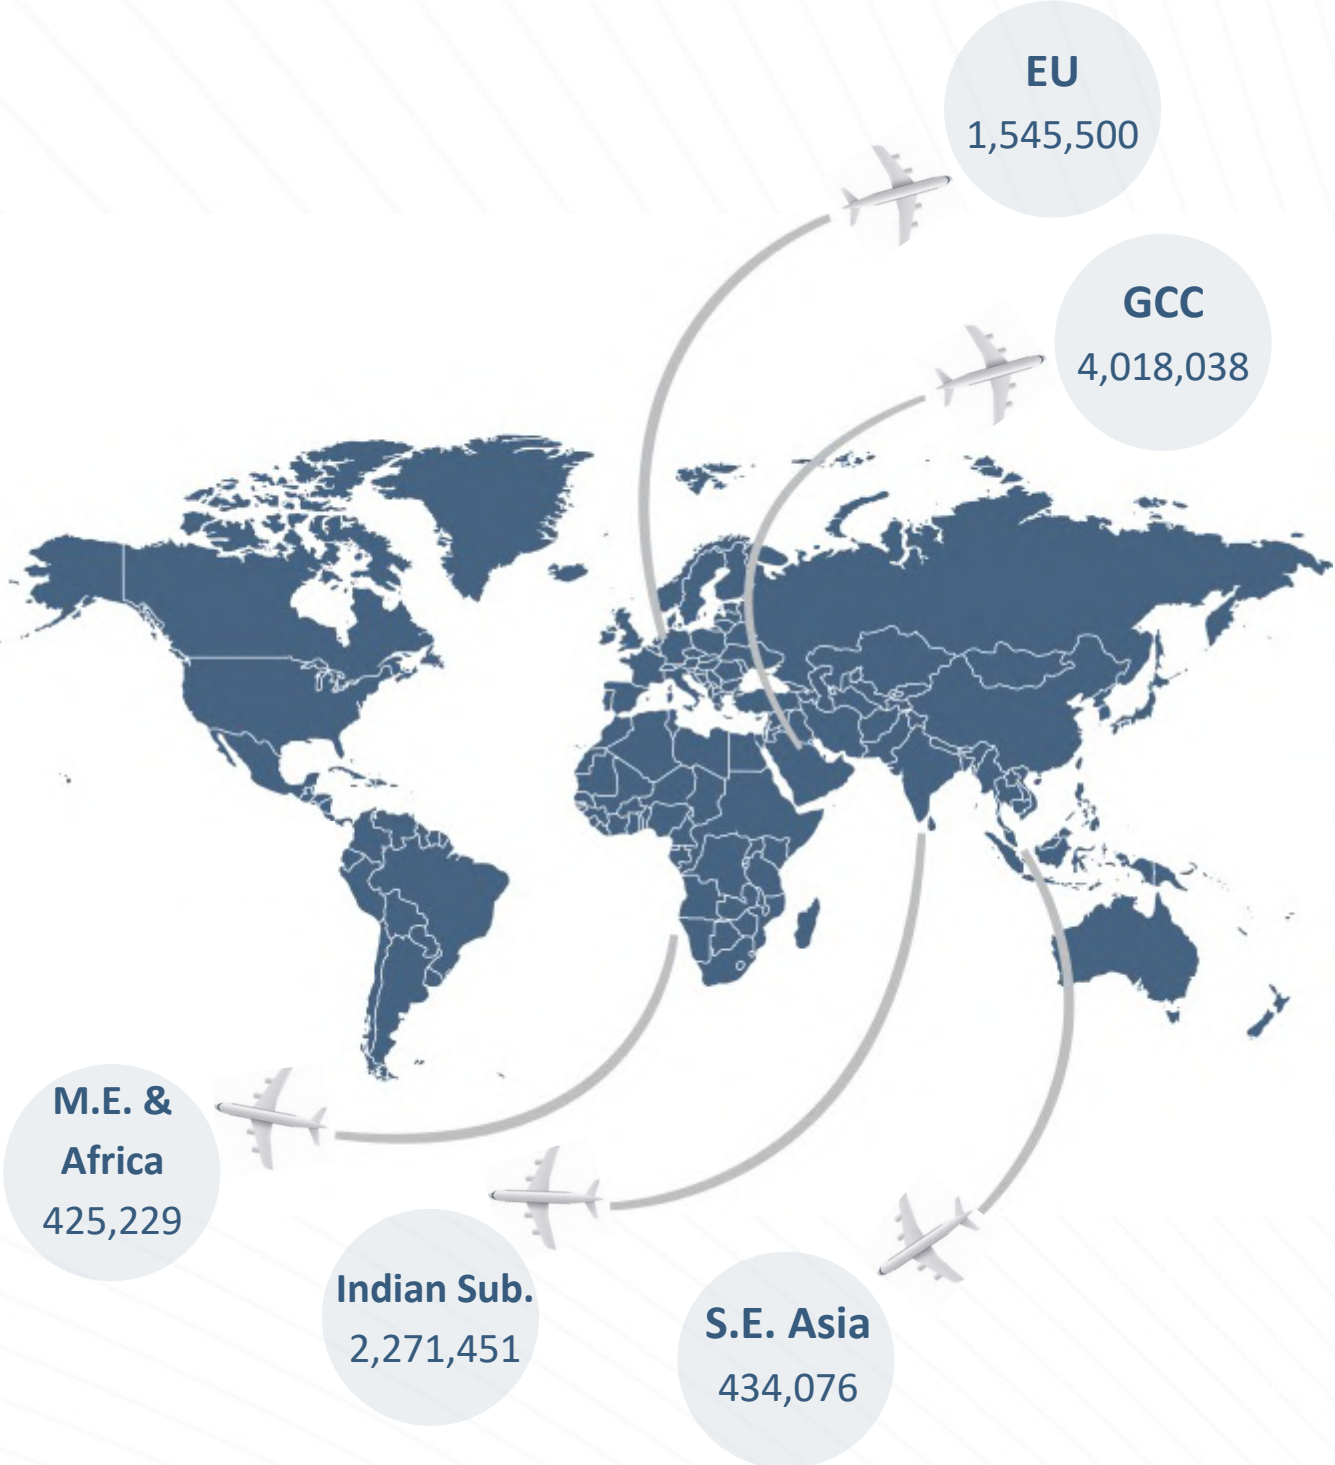 EU
1,545,500
GCC
4,018,038
M.E. &
Africa
425,229
Indian Sub.
2,271,451
S.E. Asia
434,076